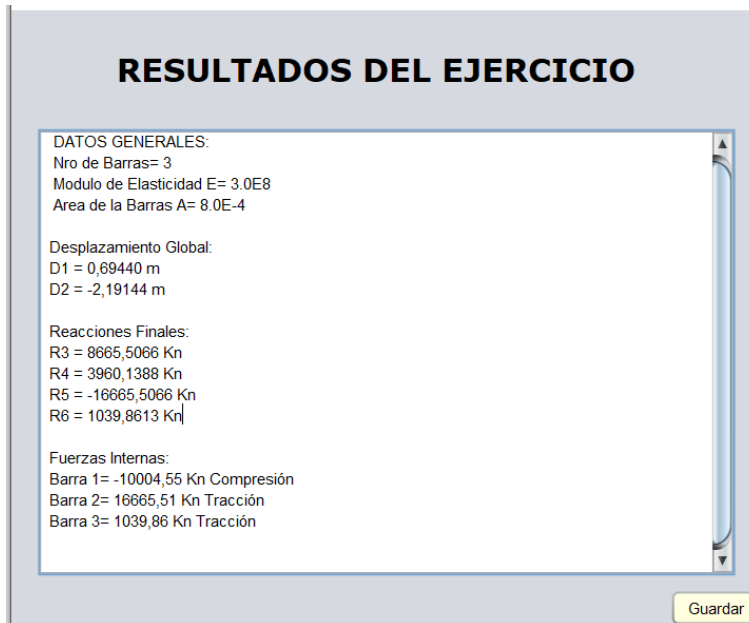 RESULTADOS DEL EJERCICIO
DATOS GENERALES:
Nro de Barras= 3
Modulo de Elasticidad E= 3.0E8
Area de la Barras A= 8.0E-4
Desplazamiento Global:
D1 = 0,69440 m
D2 = -2,19144 m
Reacciones Finales:
R3 = 8665,5066 Kn
R4 = 3960,1388 Kn
R5 = -16665,5066 Kn
R6 = 1039,8613 Kn
Fuerzas Internas:
Barra 1= -10004,55 Kn Compresión
Barra 2= 16665,51 Kn Tracción
Barra 3= 1039,86 Kn Tracción
Guardar